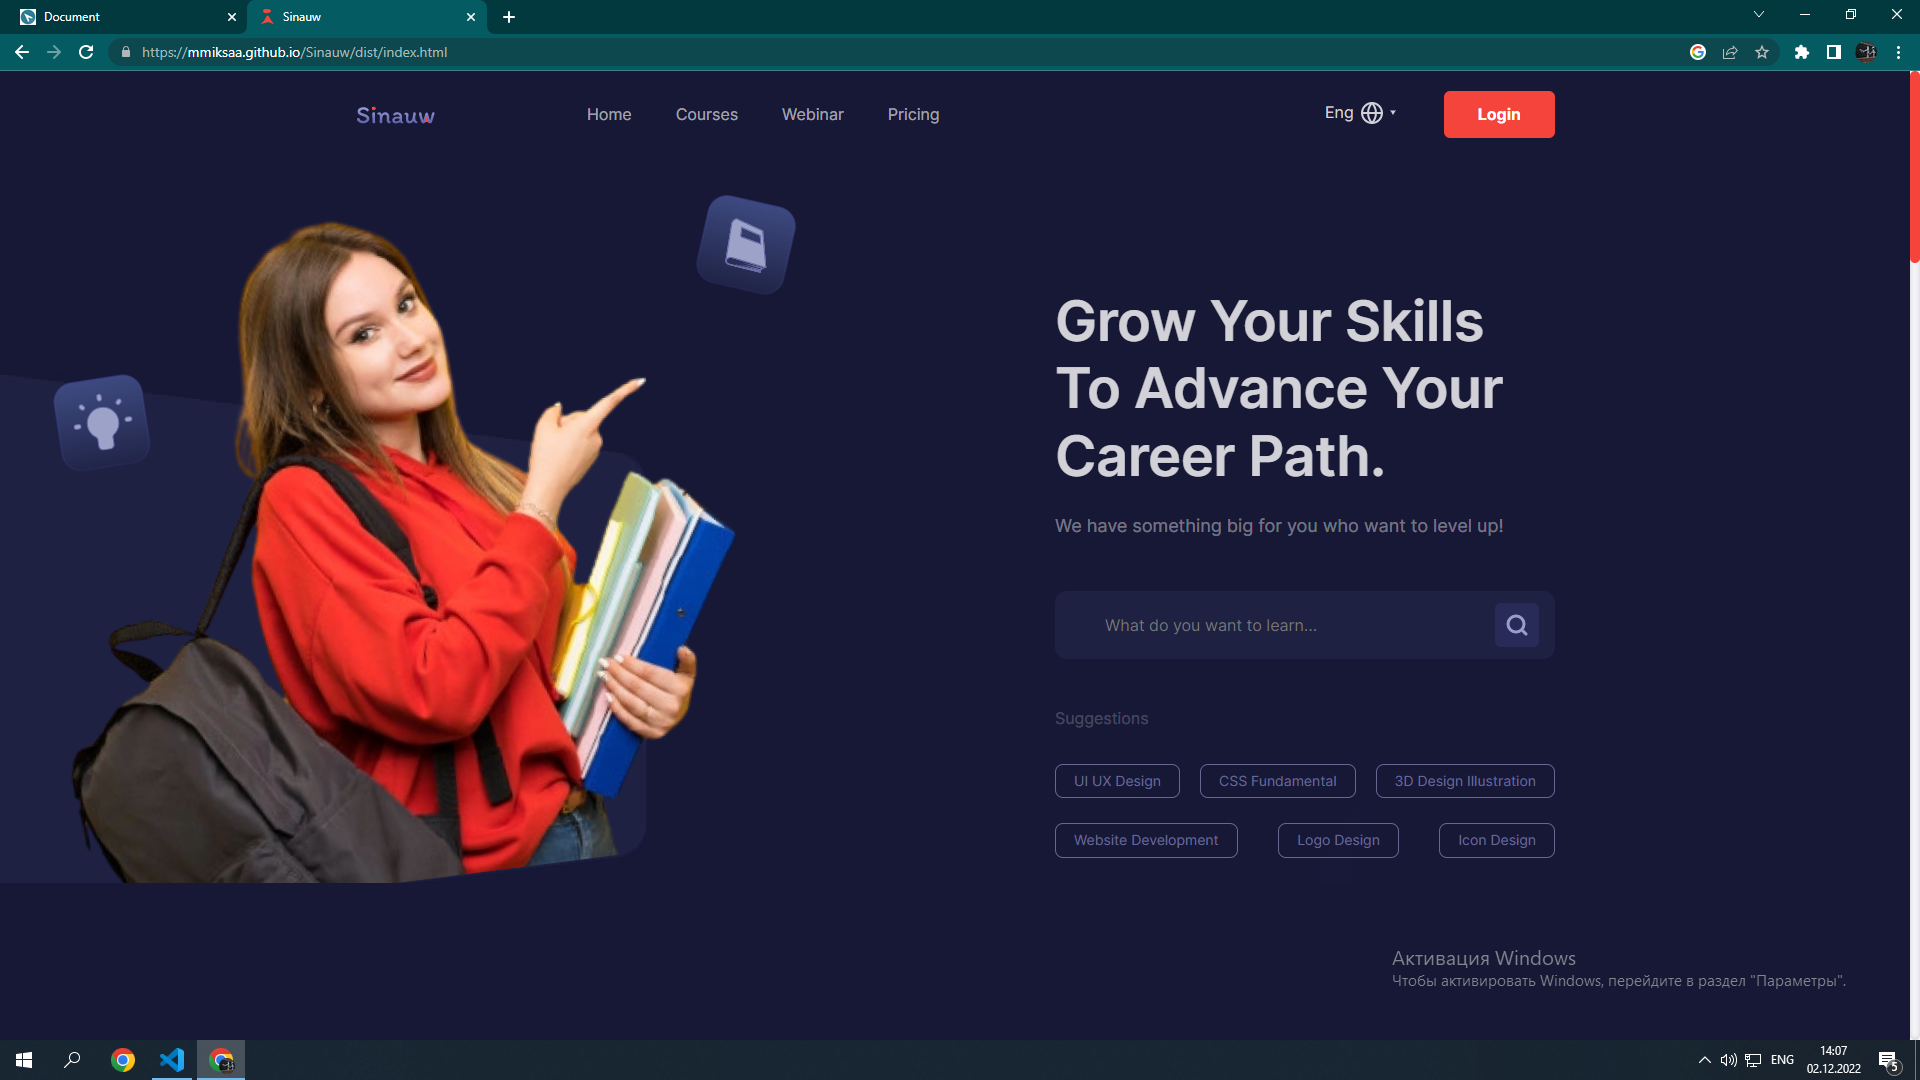 Document
Sinauw
https://mmiksaa.github.io/Sinauw/dist/index.html
Sinauw
Home
Courses
Webinar
Pricing
Eng
Login
Grow Your Skills
To Advance Your
Career Path.
We have something big for you who want to level up!
What do you want to learn...
Suggestions
UI UX Design
CSS Fundamental
3D Design Illustration
Website Development
Logo Design
Icon Design
Активация Windows
Чтобы активировать Windows, перейдите в раздел "Параметры".
ENG
14:07
02.12.2022
5